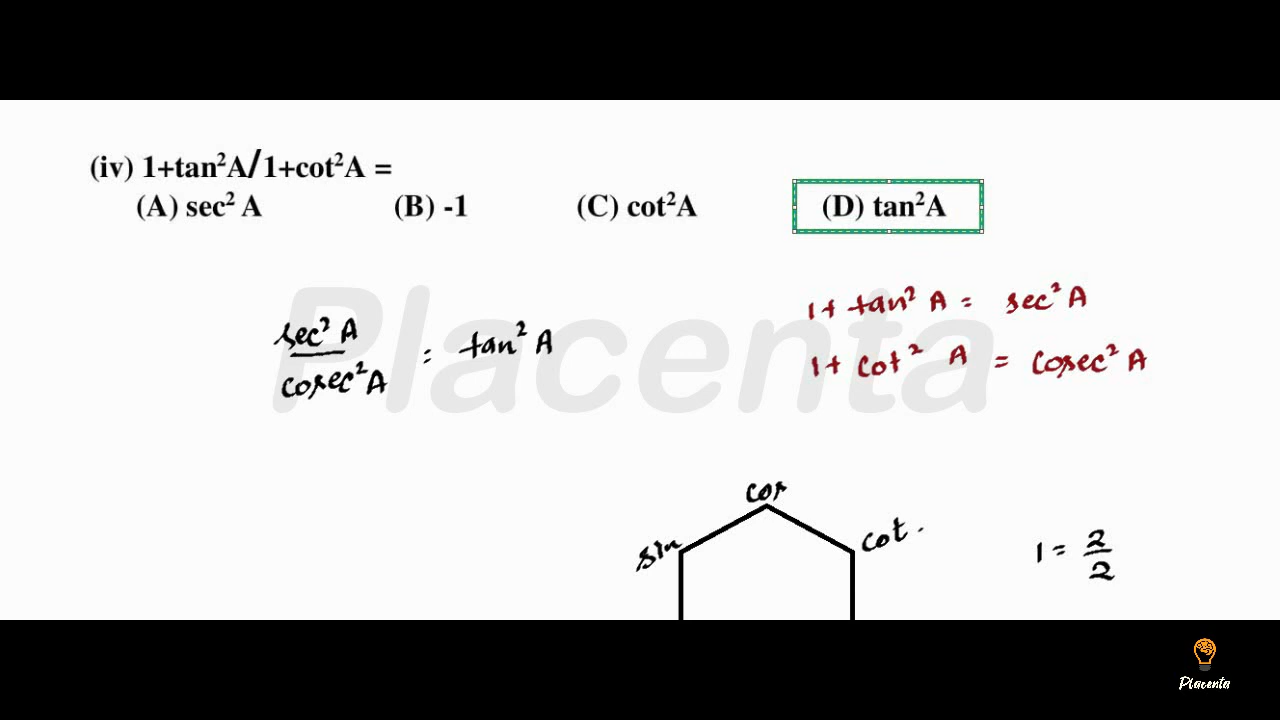 (iv) 1+tan²A/1+cot²A =
(A) sec² A (B) -1 (C) cot²A (D) tan²A
1 + tan² A = sec² A
sec² A
cosec² A
= tan² A
1 + cot² A = cosec² A
Placenta
cos
sin
cot
1 = 2/2
Placenta